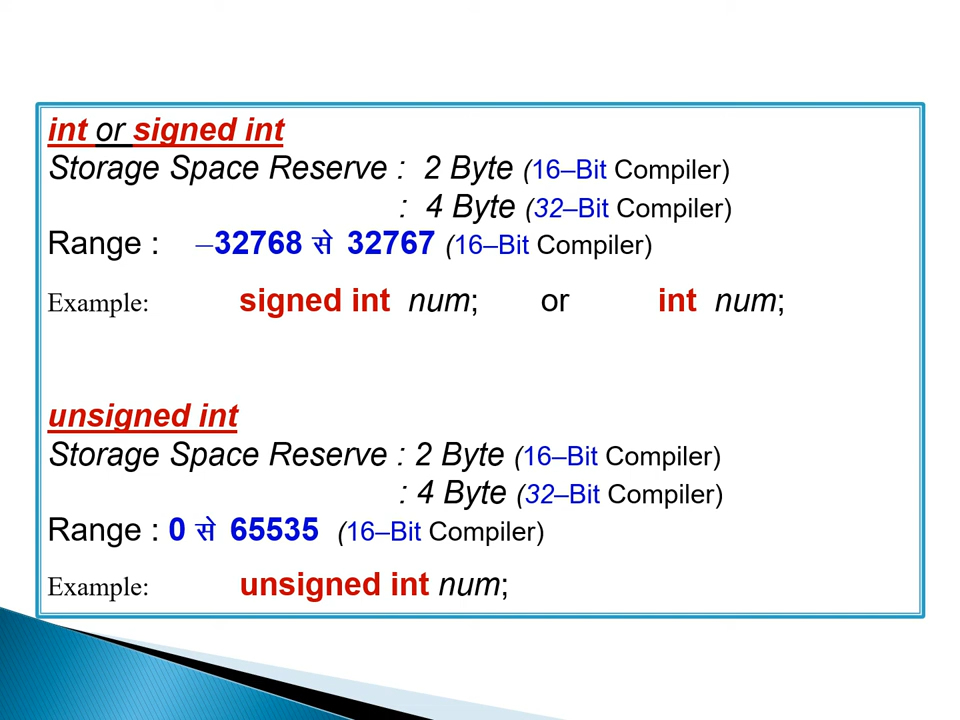 int or signed int
Storage Space Reserve : 2 Byte (16–Bit Compiler)
: 4 Byte (32–Bit Compiler)
Range : –32768 से 32767 (16–Bit Compiler)
Example: signed int num; or int num;
unsigned int
Storage Space Reserve : 2 Byte (16–Bit Compiler)
: 4 Byte (32–Bit Compiler)
Range : 0 से 65535 (16–Bit Compiler)
Example: unsigned int num;